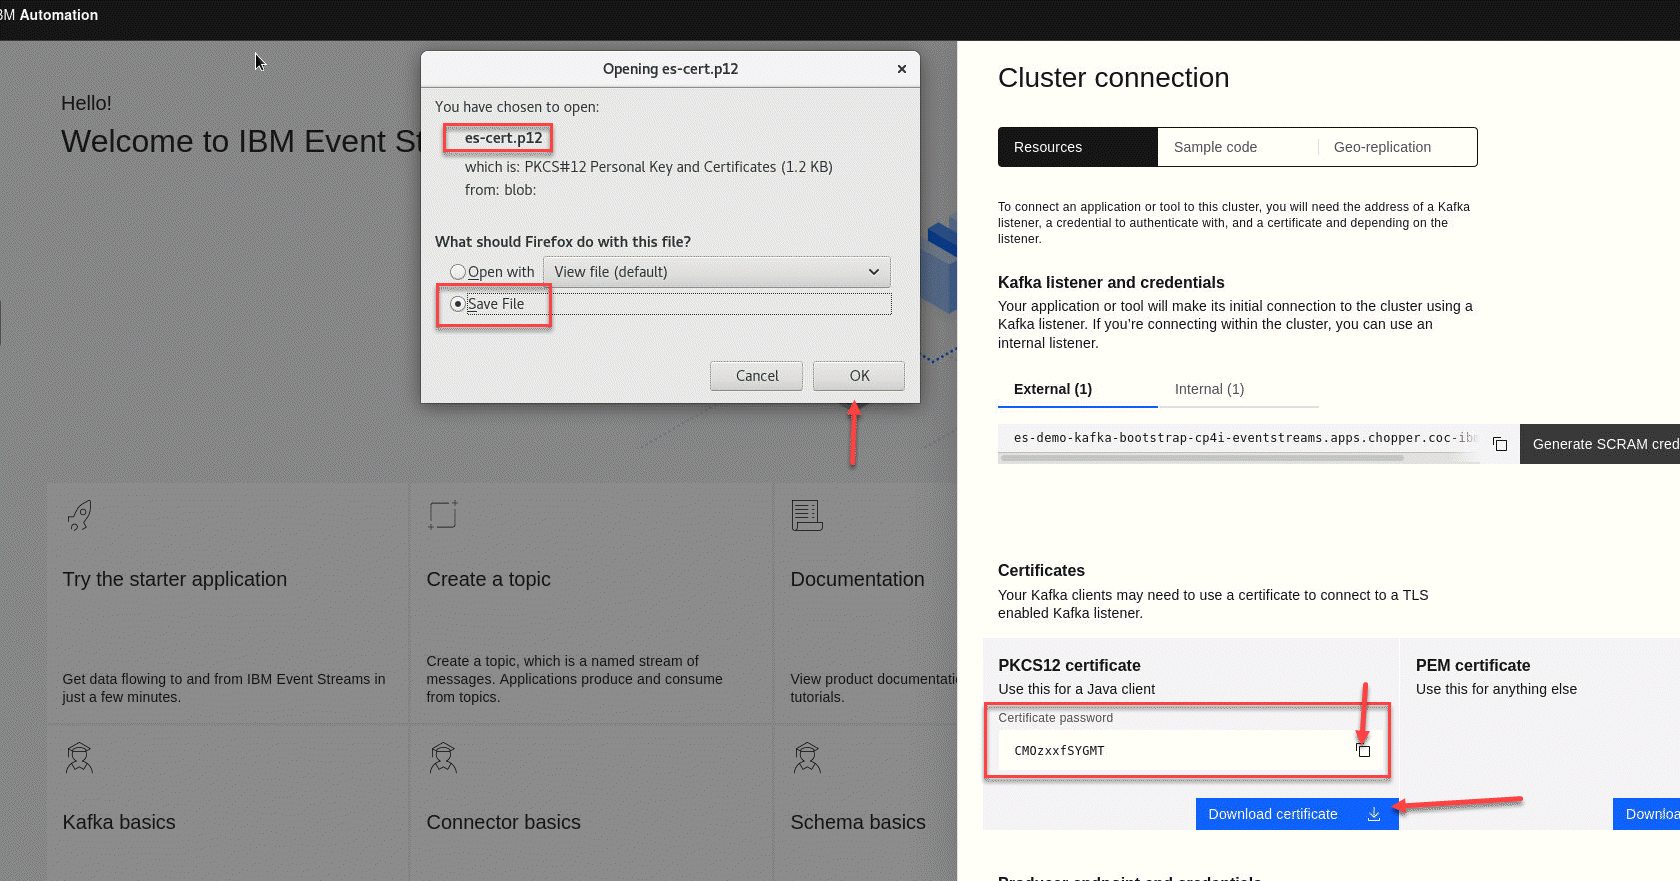 BM Automation
Hello!
Welcome to IBM Event St
Opening es-cert.p12
You have chosen to open:
es-cert.p12
which is: PKCS#12 Personal Key and Certificates (1.2 KB)
from: blob:
What should Firefox do with this file?
Open with View file (default)
Save File
Cancel OK
Try the starter application
Get data flowing to and from IBM Event Streams in
just a few minutes.
Create a topic
Create a topic, which is a named stream of
messages. Applications produce and consume
from topics.
Documentation
View product documentati
tutorials.
Kafka basics
Connector basics
Schema basics
Cluster connection
Resources Sample code Geo-replication
To connect an application or tool to this cluster, you will need the address of a Kafka
listener, a credential to authenticate with, and a certificate and depending on the
listener.
Kafka listener and credentials
Your application or tool will make its initial connection to the cluster using a
Kafka listener. If you're connecting within the cluster, you can use an
internal listener.
External (1) Internal (1)
es-demo-kafka-bootstrap-cp4i-eventstreams.apps.chopper.coc-ibm
Generate SCRAM cred
Certificates
Your Kafka clients may need to use a certificate to connect to a TLS
enabled Kafka listener.
PKCS12 certificate
Use this for a Java client
Certificate password
CMOzxxfSYGMT
Download certificate
PEM certificate
Use this for anything else
Downloa
Producer endpoint and credentials